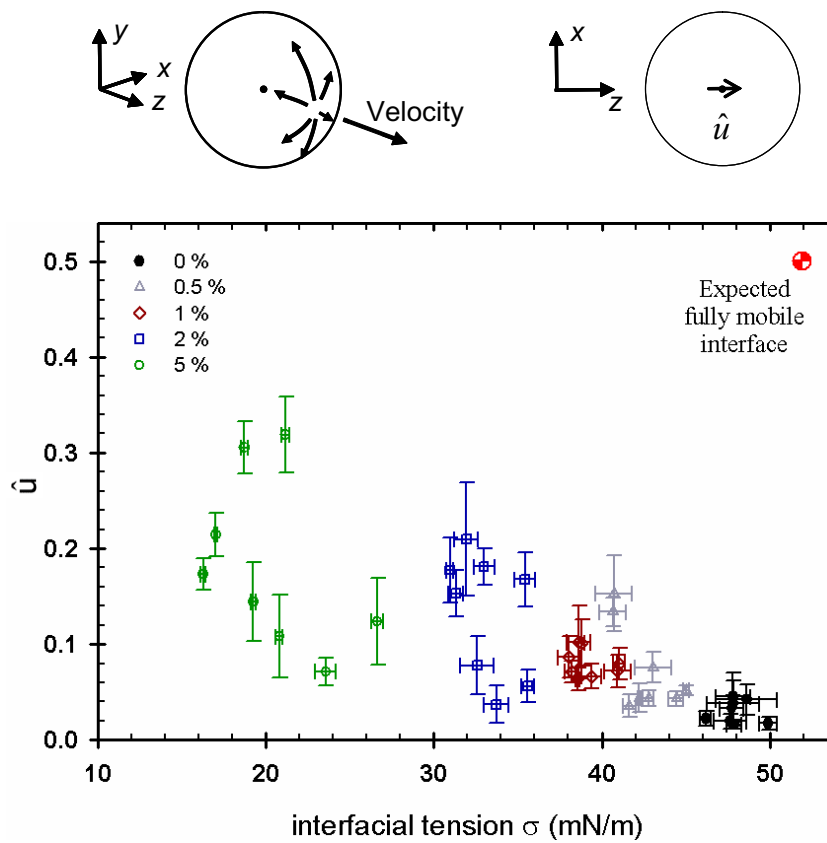 y
x
z
Velocity
x
z
û
0.5
0.4
0.3
0.2
0.1
0.0
û
0 %
0.5 %
1 %
2 %
5 %
Expected
fully mobile
interface
10 20 30 40 50
interfacial tension σ (mN/m)